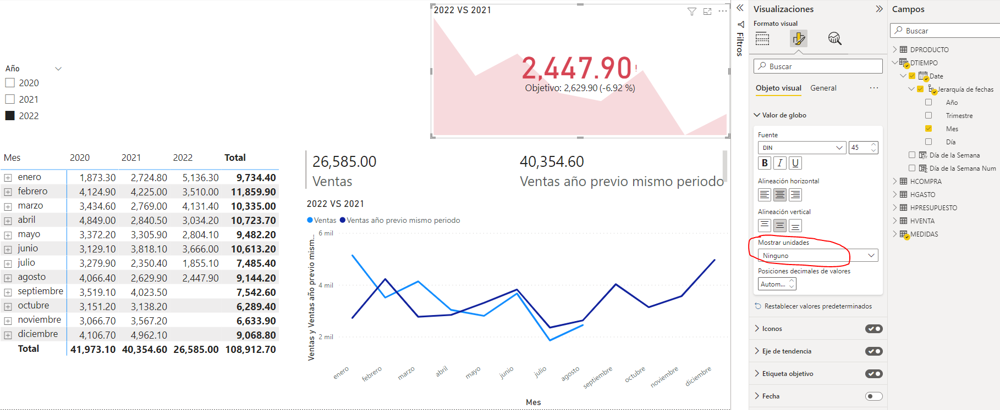 2022 VS 2021
2,447.90!
Objetivo: 2,629.90 (-6.92 %)
Año
2020
2021
2022
Mes 2020 2021 2022 Total
enero 1,873.30 2,724.80 5,136.30 9,734.40
febrero 4,124.90 4,225.00 3,510.00 11,859.90
marzo 3,434.60 2,769.00 4,131.40 10,335.00
abril 4,849.00 2,840.50 3,034.20 10,723.70
mayo 3,372.20 3,305.90 2,804.10 9,482.20
junio 3,129.10 3,818.10 3,666.00 10,613.20
julio 3,279.90 2,350.40 1,855.10 7,485.40
agosto 4,066.40 2,629.90 2,447.90 9,144.20
septiembre 3,519.10 4,023.50 7,542.60
octubre 3,151.20 3,138.20 6,289.40
noviembre 3,066.70 3,567.20 6,633.90
diciembre 4,106.70 4,962.10 9,068.80
Total 41,973.10 40,354.60 26,585.00 108,912.70
26,585.00
Ventas
40,354.60
Ventas año previo mismo periodo
2022 VS 2021
Ventas Ventas año previo mismo periodo
Ventas y Ventas año previo mism...
6 mil
4 mil
2 mil
enero
febrero
marzo
abril
mayo
junio
julio
agosto
septiembre
octubre
noviembre
diciembre
Mes
Filtros
Visualizaciones
Formato visual
Buscar
Objeto visual General ...
Valor de globo
Fuente
DIN 45
B I U
Alineación horizontal
Alineación vertical
Mostrar unidades
Ninguno
Posiciones decimales de valores
Autom...
Restablecer valores predeterminados
Iconos
Eje de tendencia
Etiqueta objetivo
Fecha
Campos
Buscar
DPRODUCTO
DTIEMPO
Date
Jerarquía de fechas
Año
Trimestre
Mes
Día
Día de la Semana
Día de la Semana Num
HCOMPRA
HGASTO
HPRESUPUESTO
HVENTA
MEDIDAS